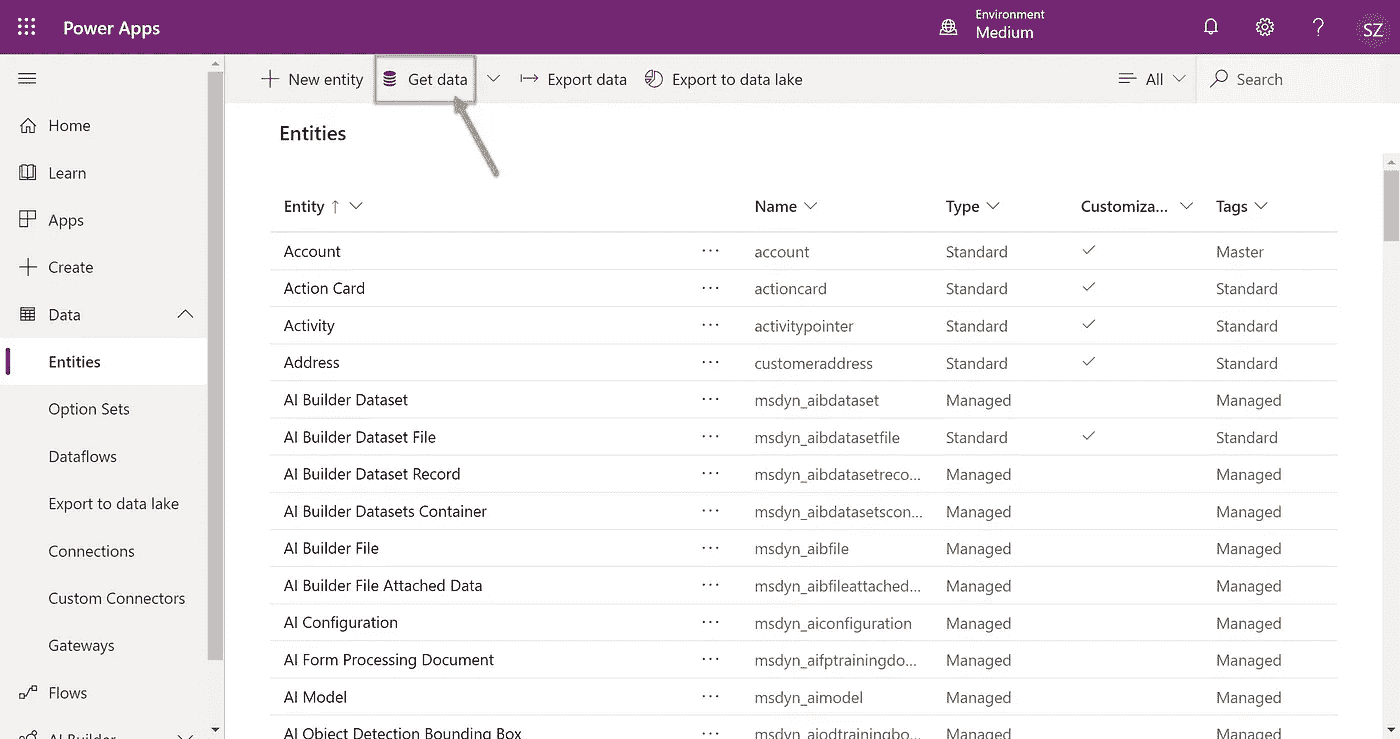 Power Apps
Environment
Medium
?
SZ
Home
Learn
Apps
Create
Data
Entities
Option Sets
Dataflows
Export to data lake
Connections
Custom Connectors
Gateways
Flows
AI Builder
New entity Get data Export data Export to data lake All Search
Entities
Entity ↑ Name Type Customiza... Tags
Account ... account Standard ✓ Master
Action Card ... actioncard Standard ✓ Standard
Activity ... activitypointer Standard ✓ Standard
Address ... customeraddress Standard ✓ Standard
AI Builder Dataset ... msdyn_aibdataset Managed Managed
AI Builder Dataset File ... msdyn_aibdatasetfile Standard ✓ Standard
AI Builder Dataset Record ... msdyn_aibdatasetreco... Managed Managed
AI Builder Datasets Container ... msdyn_aibdatasetscon... Managed Managed
AI Builder File ... msdyn_aibfile Managed Managed
AI Builder File Attached Data ... msdyn_aibfileattached... Managed Managed
AI Configuration ... msdyn_aiconfiguration Managed Managed
AI Form Processing Document ... msdyn_aifptrainingdo... Managed Managed
AI Model ... msdyn_aimodel Managed Managed
AI Object Detection Bounding Box ... msdyn_aiodtrainingbo... Managed Managed